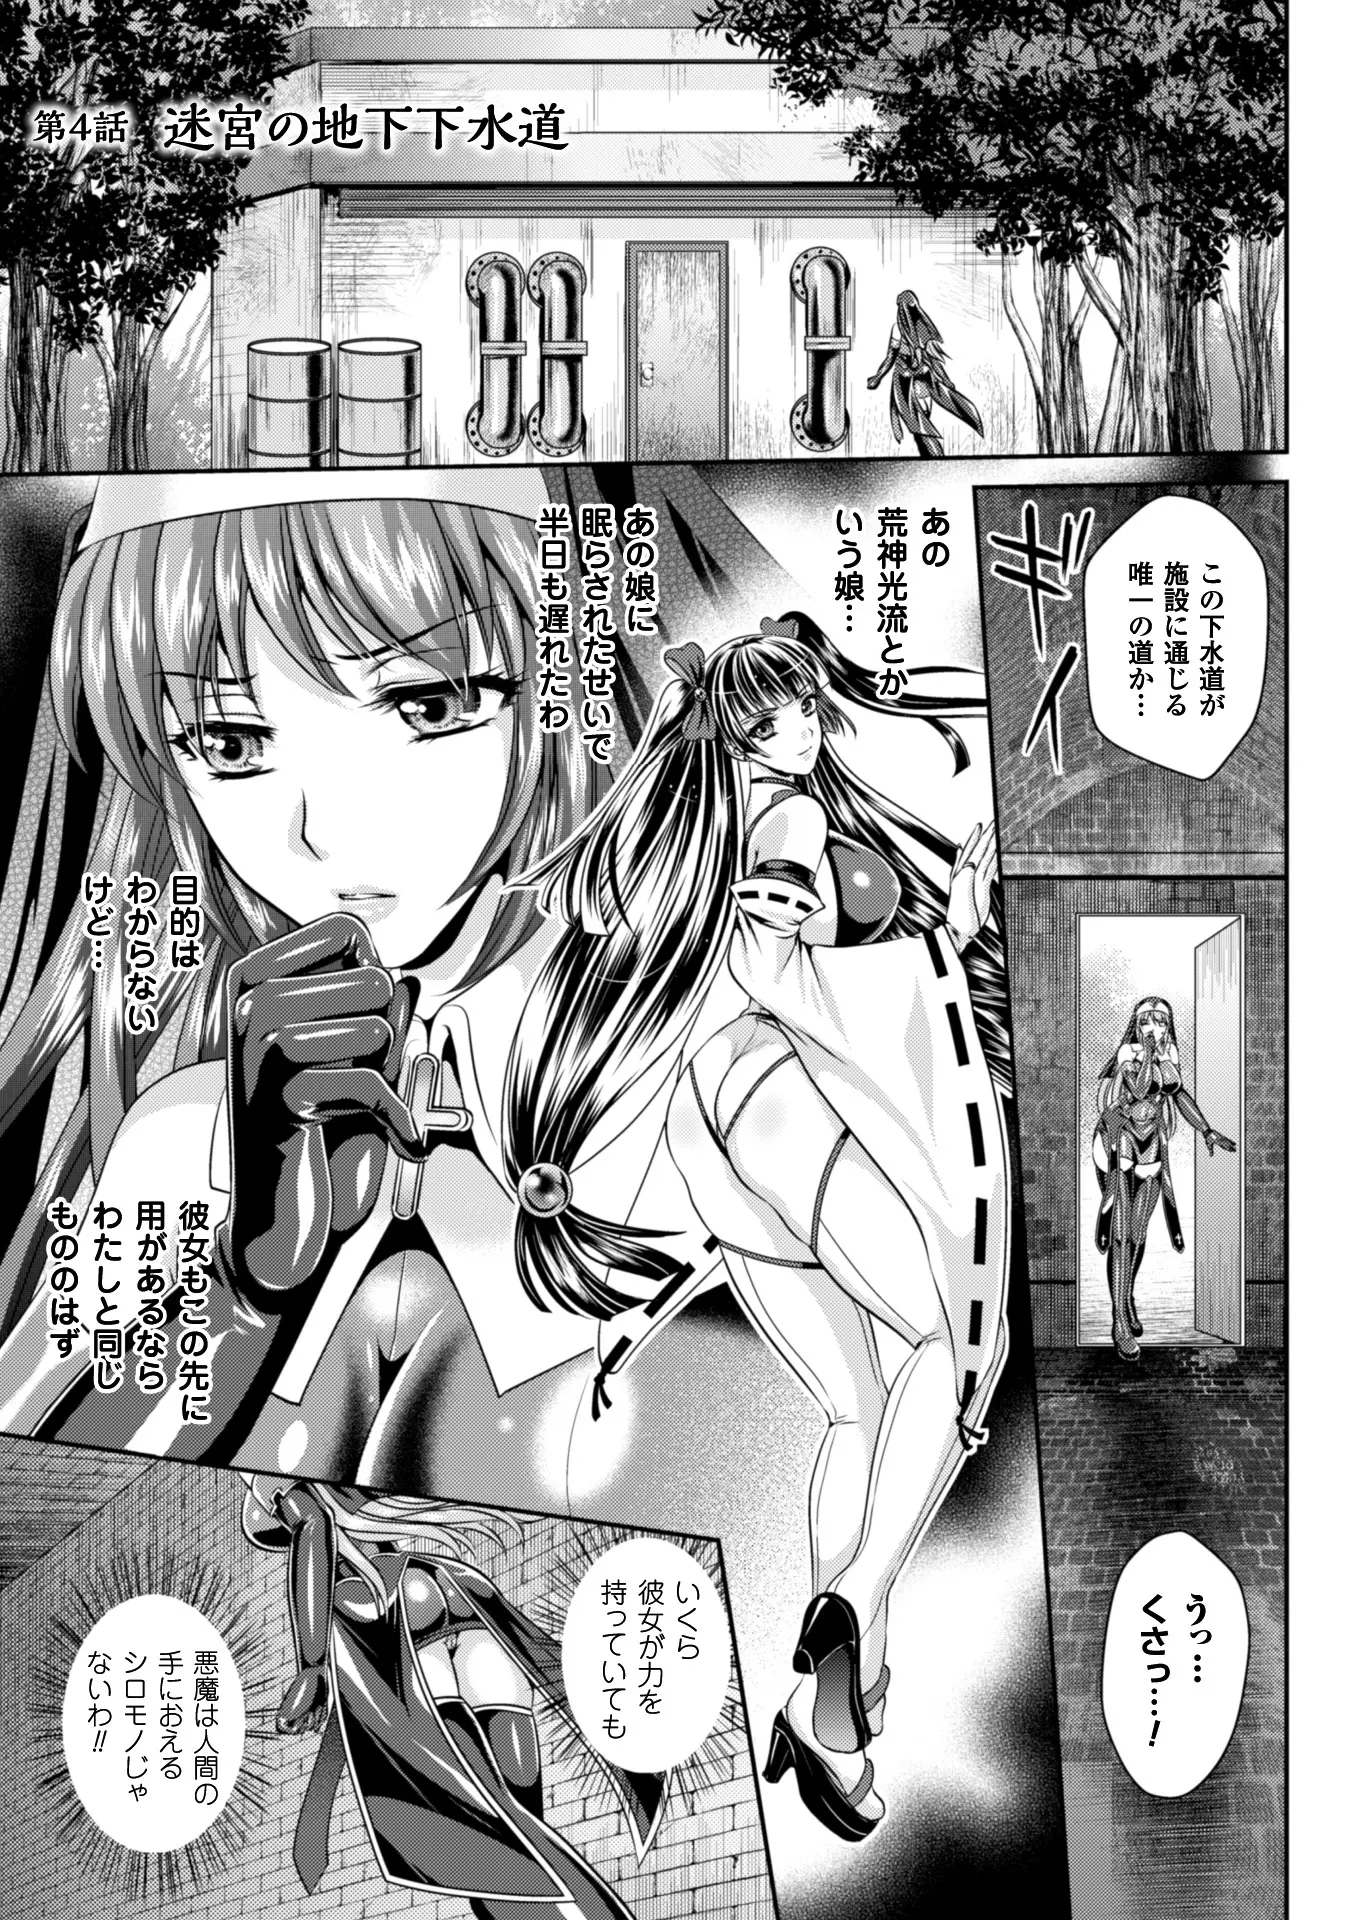 第4話　迷宮の地下下水道
ギイ
この下水道が
施設に通じる
唯一の道か…
うっ…
くさっ…！
あの
荒神光流とか
いう娘…
あの娘に
眠らされたせいで
半日も遅れたわ
目的は
わからない
けど…
彼女もこの先に
用があるなら
わたしと同じ
もののはず
いくら
彼女が力を
持っていても
悪魔は人間の
手におえる
シロモノじゃ
ないわ!!